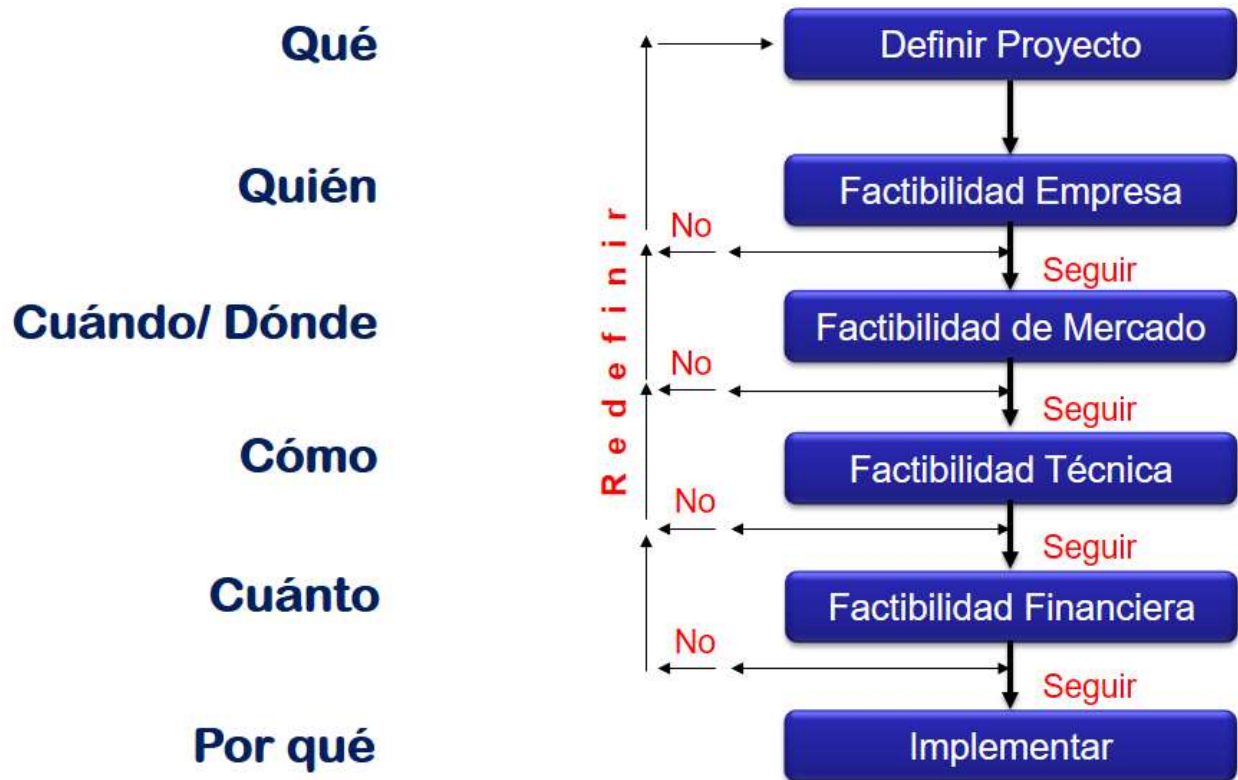 Qué
Definir Proyecto
Quién
Factibilidad Empresa
No
Seguir
Cuándo/ Dónde
Factibilidad de Mercado
Redefinir
No
Seguir
Cómo
Factibilidad Técnica
No
Seguir
Cuánto
Factibilidad Financiera
No
Seguir
Por qué
Implementar